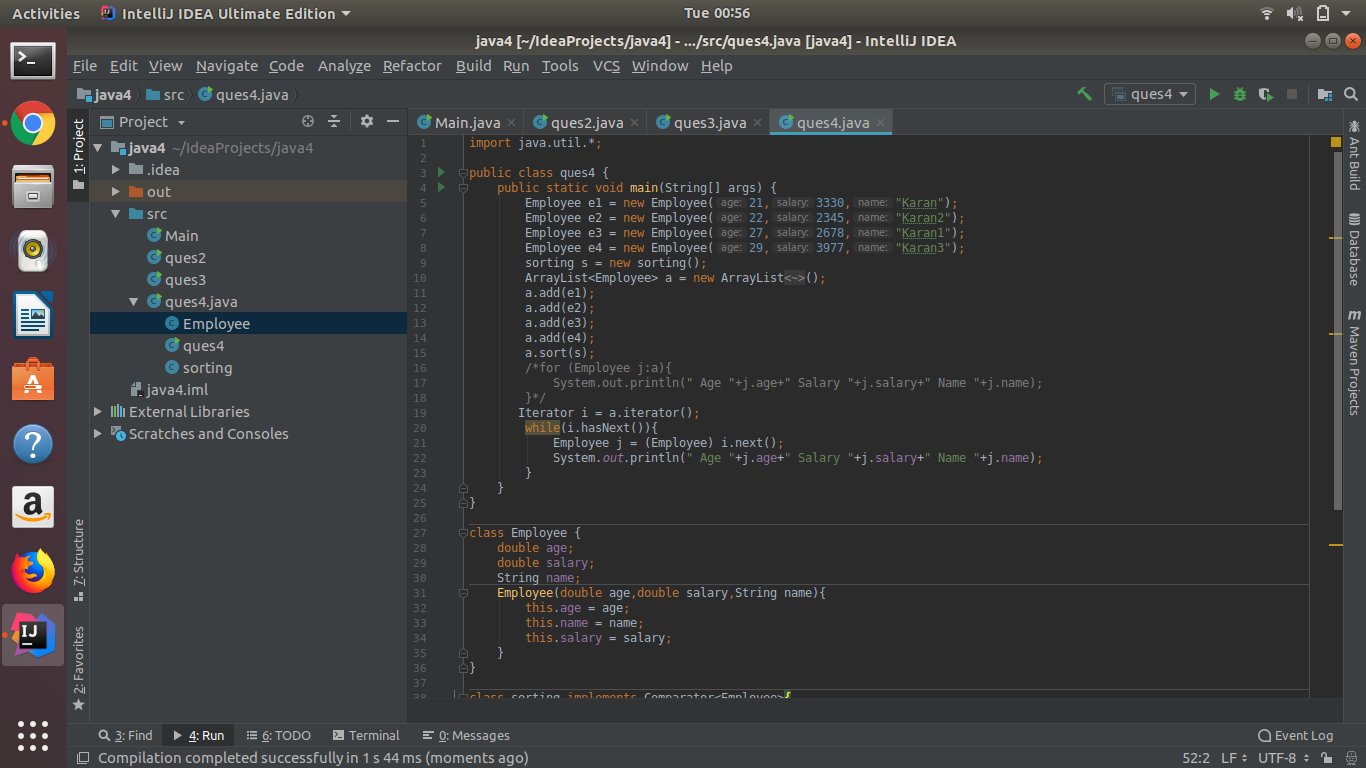 Activities IntelliJ IDEA Ultimate Edition Tue 00:56
java4 [~/IdeaProjects/java4] - .../src/ques4.java [java4] - IntelliJ IDEA
File Edit View Navigate Code Analyze Refactor Build Run Tools VCS Window Help
java4 src ques4.java ques4
1: Project
7: Structure
2: Favorites
Project
java4 ~/IdeaProjects/java4
.idea
out
src
Main
ques2
ques3
ques4.java
Employee
ques4
sorting
java4.iml
External Libraries
Scratches and Consoles
Main.java ques2.java ques3.java ques4.java
1 import java.util.*;
2
3 public class ques4 {
4 public static void main(String[] args) {
5 Employee e1 = new Employee( age: 21, salary: 3330, name: "Karan");
6 Employee e2 = new Employee( age: 22, salary: 2345, name: "Karan2");
7 Employee e3 = new Employee( age: 27, salary: 2678, name: "Karan1");
8 Employee e4 = new Employee( age: 29, salary: 3977, name: "Karan3");
9 sorting s = new sorting();
10 ArrayList<Employee> a = new ArrayList<~>();
11 a.add(e1);
12 a.add(e2);
13 a.add(e3);
14 a.add(e4);
15 a.sort(s);
16 /*for (Employee j:a){
17 System.out.println(" Age "+j.age+" Salary "+j.salary+" Name "+j.name);
18 }*/
19 Iterator i = a.iterator();
20 while(i.hasNext()){
21 Employee j = (Employee) i.next();
22 System.out.println(" Age "+j.age+" Salary "+j.salary+" Name "+j.name);
23 }
24 }
25 }
26
27 class Employee {
28 double age;
29 double salary;
30 String name;
31 Employee(double age,double salary,String name){
32 this.age = age;
33 this.name = name;
34 this.salary = salary;
35 }
36 }
37
38 class sorting implements Comparator<Employee>{
Ant Build
Database
Maven Projects
3: Find 4: Run 6: TODO Terminal 0: Messages Event Log
Compilation completed successfully in 1 s 44 ms (moments ago) 52:2 LF UTF-8